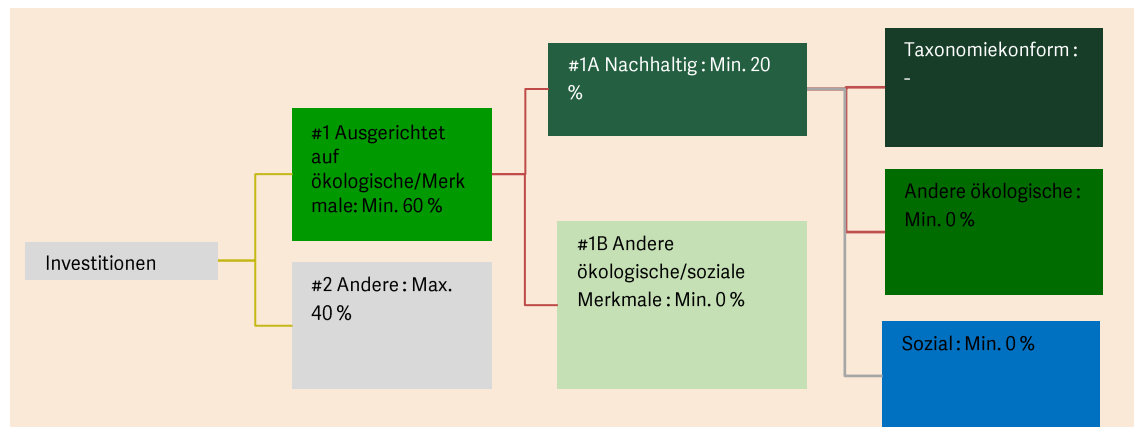 Investitionen
#1 Ausgerichtet
auf
ökologische/Merk
male: Min. 60 %
#2 Andere : Max.
40 %
#1A Nachhaltig : Min. 20
%
#1B Andere
ökologische/soziale
Merkmale : Min. 0 %
Taxonomiekonform :
-
Andere ökologische :
Min. 0 %
Sozial : Min. 0 %